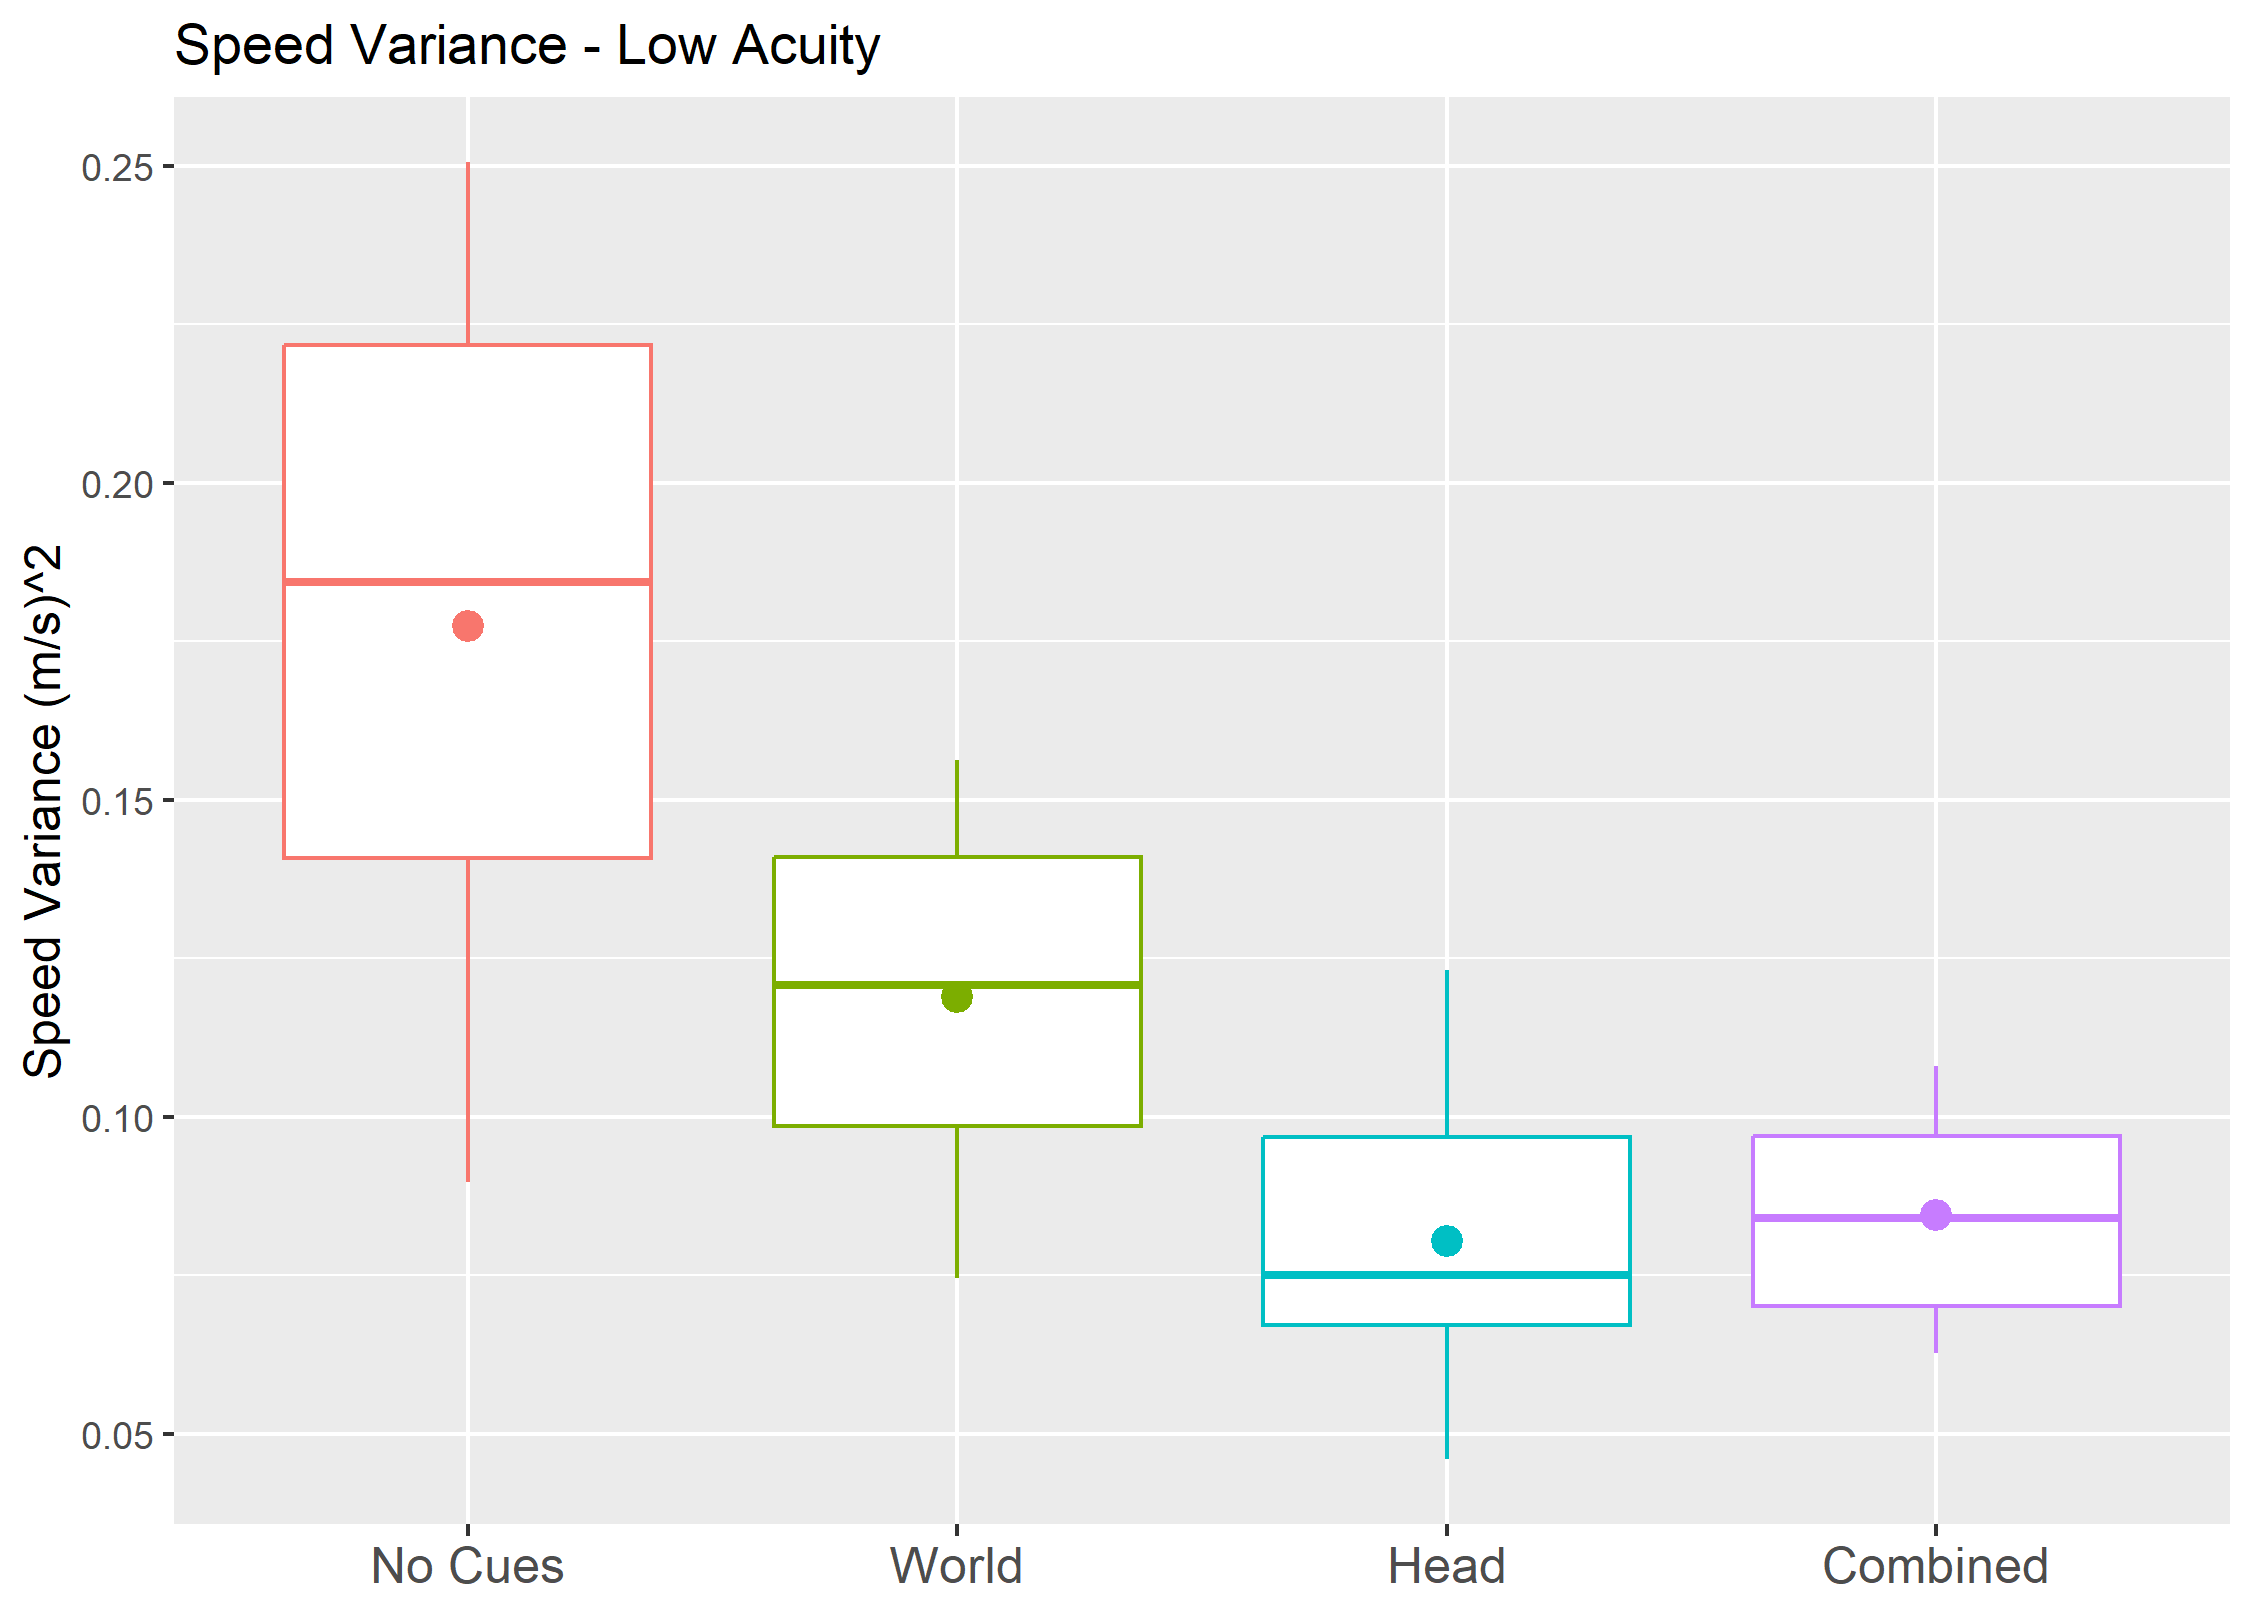 Speed Variance - Low Acuity
Speed Variance (m/s)^2
0.25
0.20
0.15
0.10
0.05
No Cues
World
Head
Combined